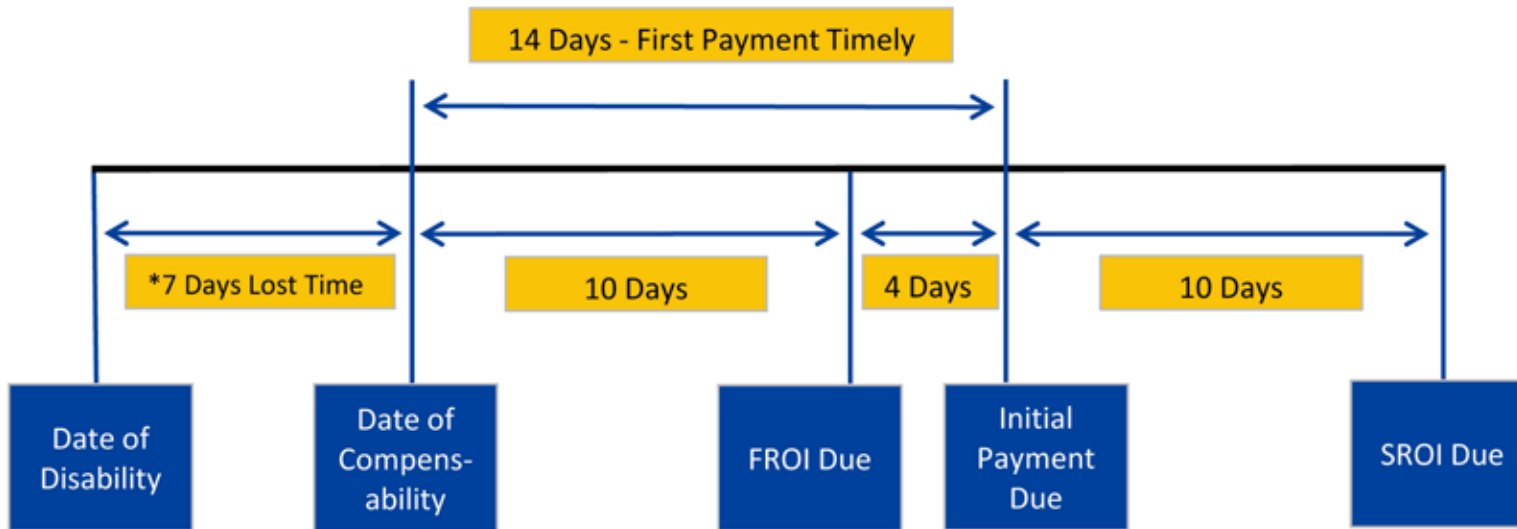 14 Days - First Payment Timely
*7 Days Lost Time
10 Days
4 Days
10 Days
Date of
Disability
Date of
Compens-
ability
FROI Due
Initial
Payment
Due
SROI Due